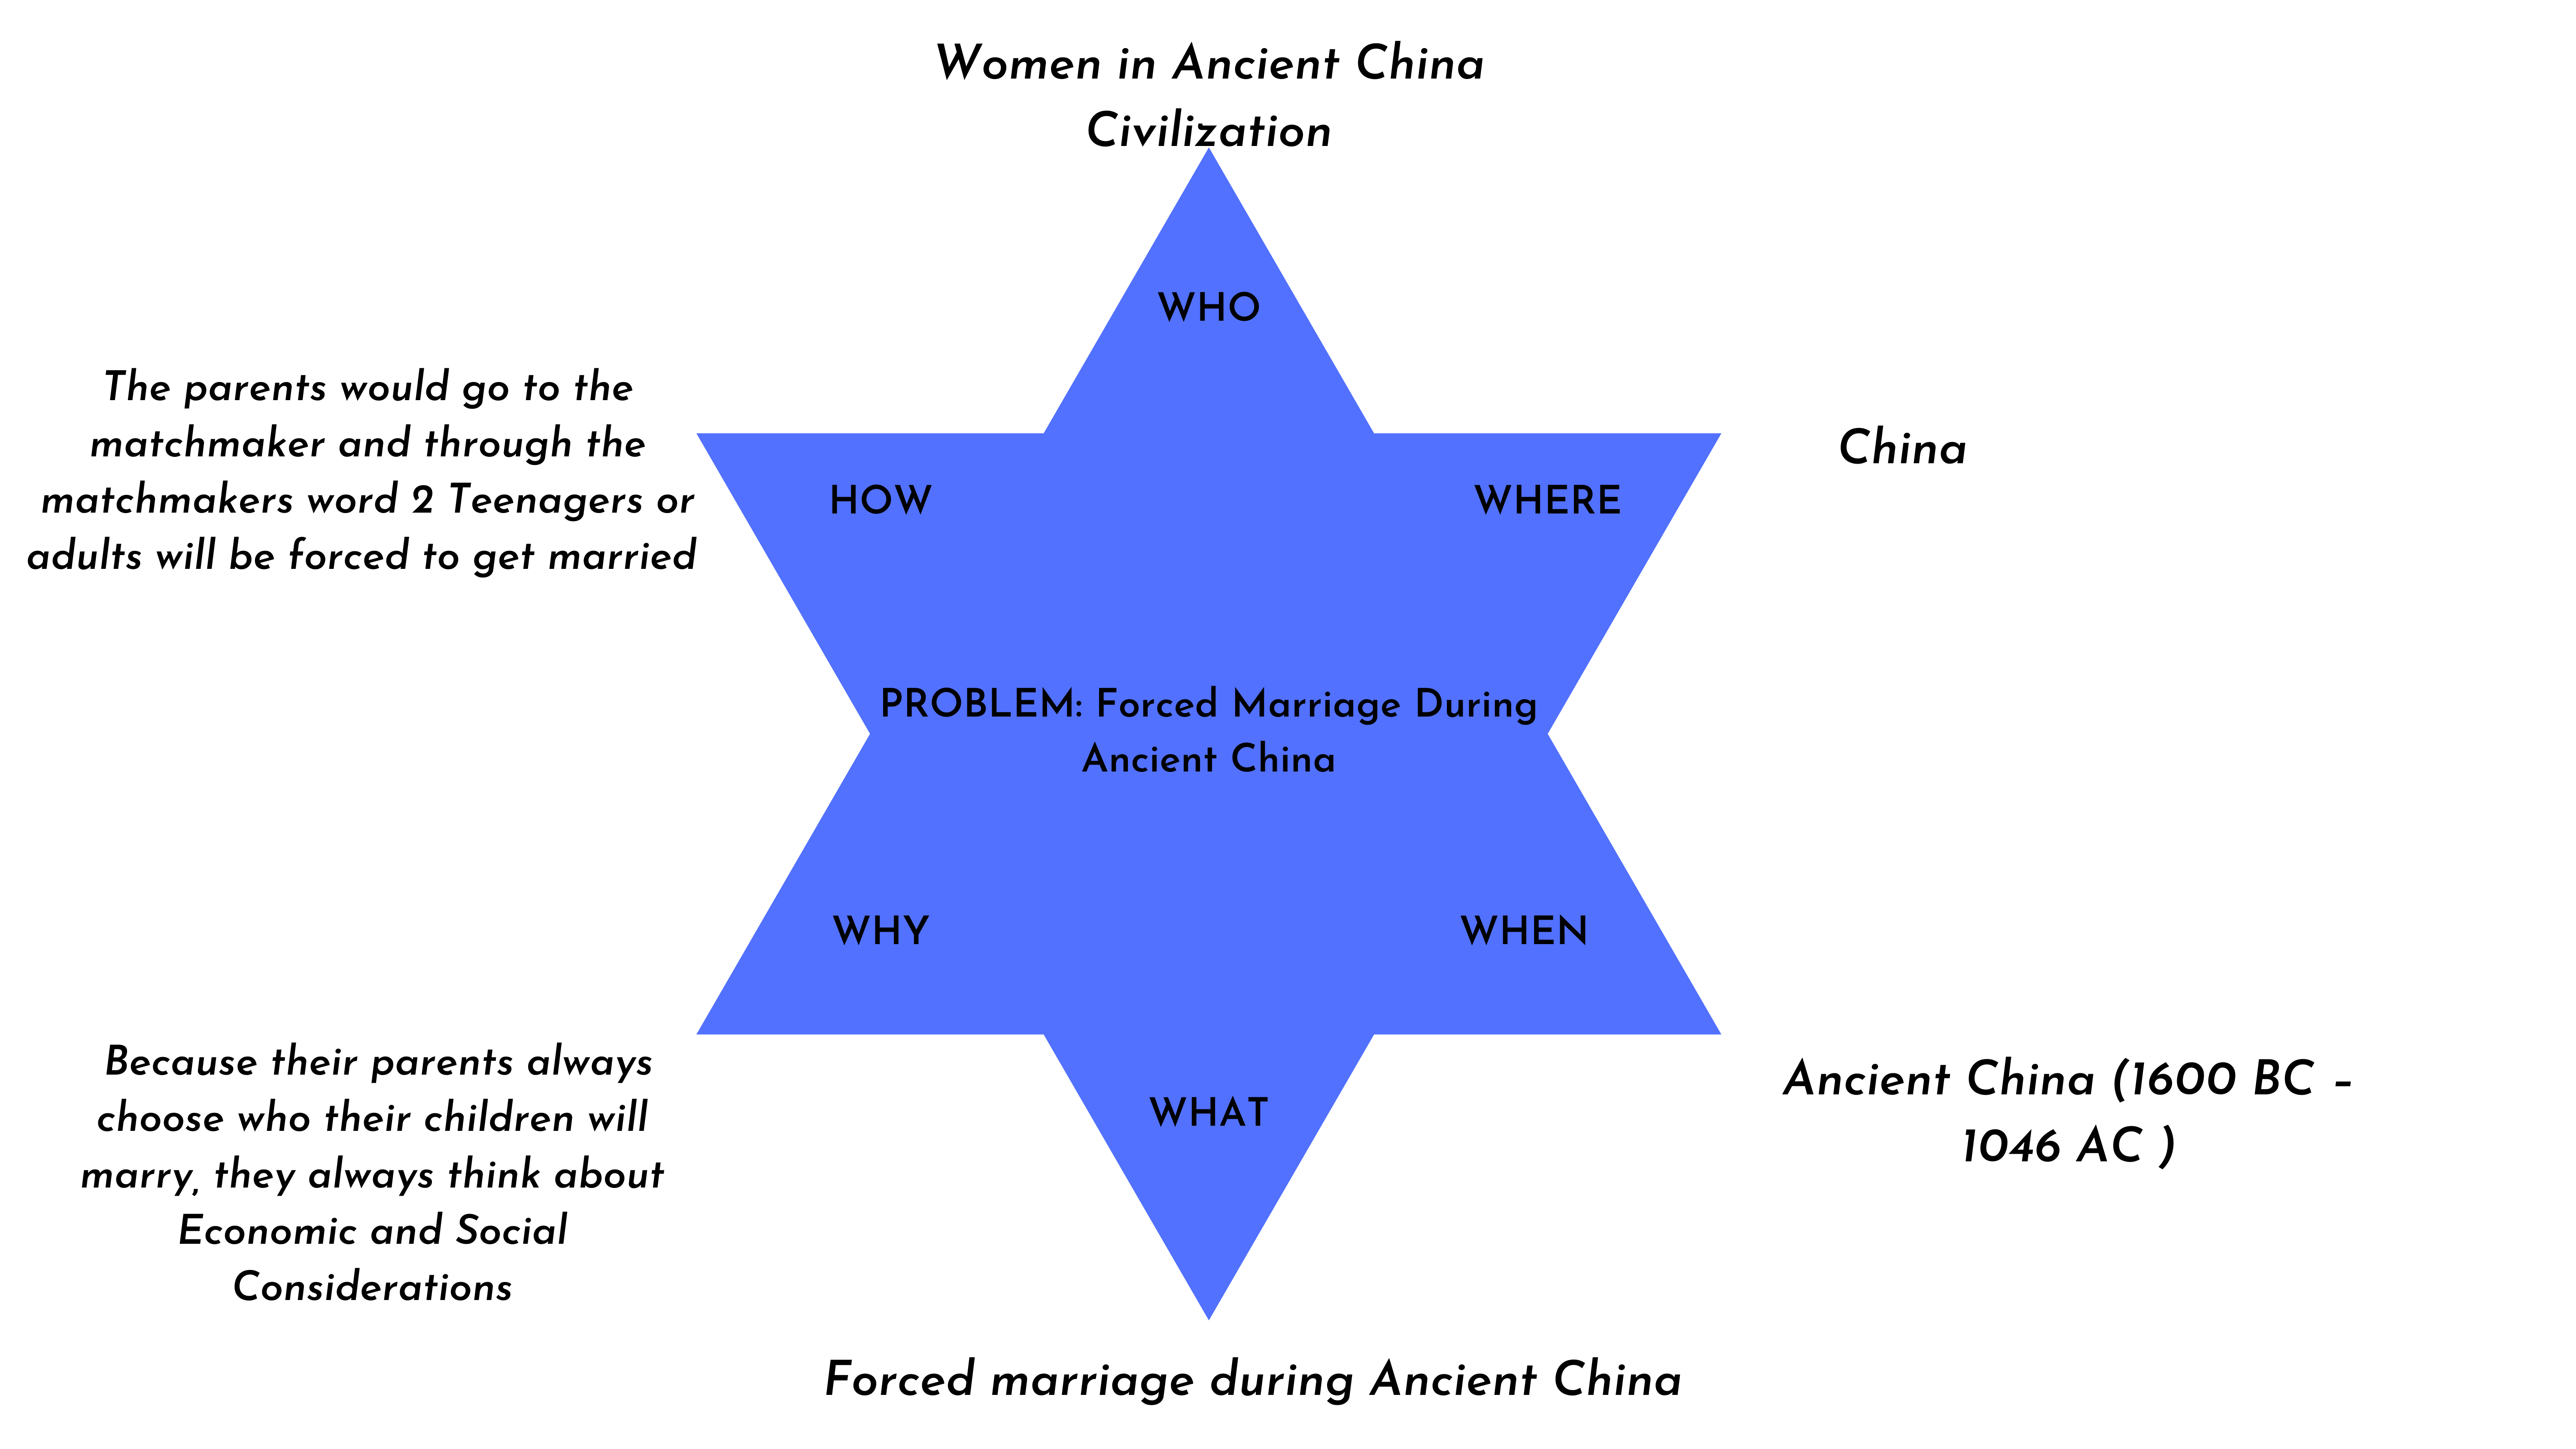 Women in Ancient China
Civilization
WHO
The parents would go to the
matchmaker and through the
matchmakers word 2 Teenagers or
adults will be forced to get married
HOW
WHERE
China
PROBLEM: Forced Marriage During
Ancient China
WHY
WHEN
Because their parents always
choose who their children will
marry, they always think about
Economic and Social
Considerations
WHAT
Ancient China (1600 BC –
1046 AC )
Forced marriage during Ancient China